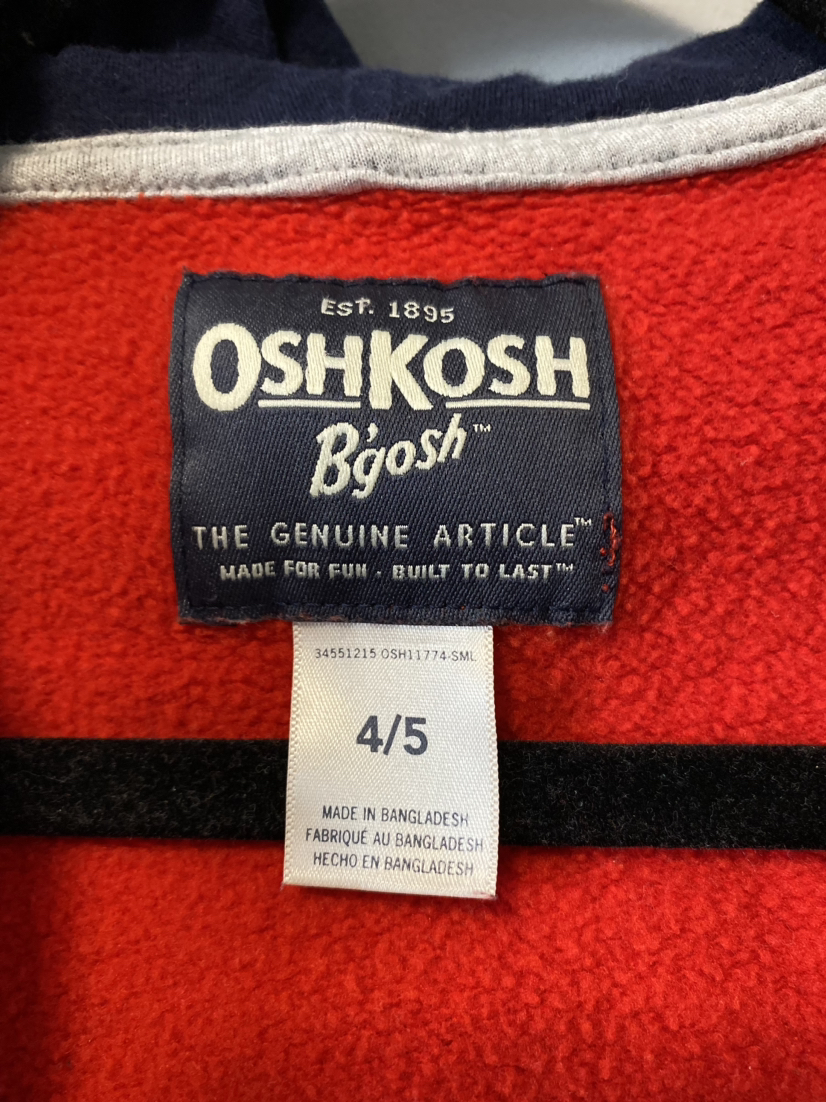 EST. 1895
OSHKOSH
B'gosh™
THE GENUINE ARTICLE™
MADE FOR FUN · BUILT TO LAST™
34551215 OSH11774-SML
4/5
MADE IN BANGLADESH
FABRIQUÉ AU BANGLADESH
HECHO EN BANGLADESH